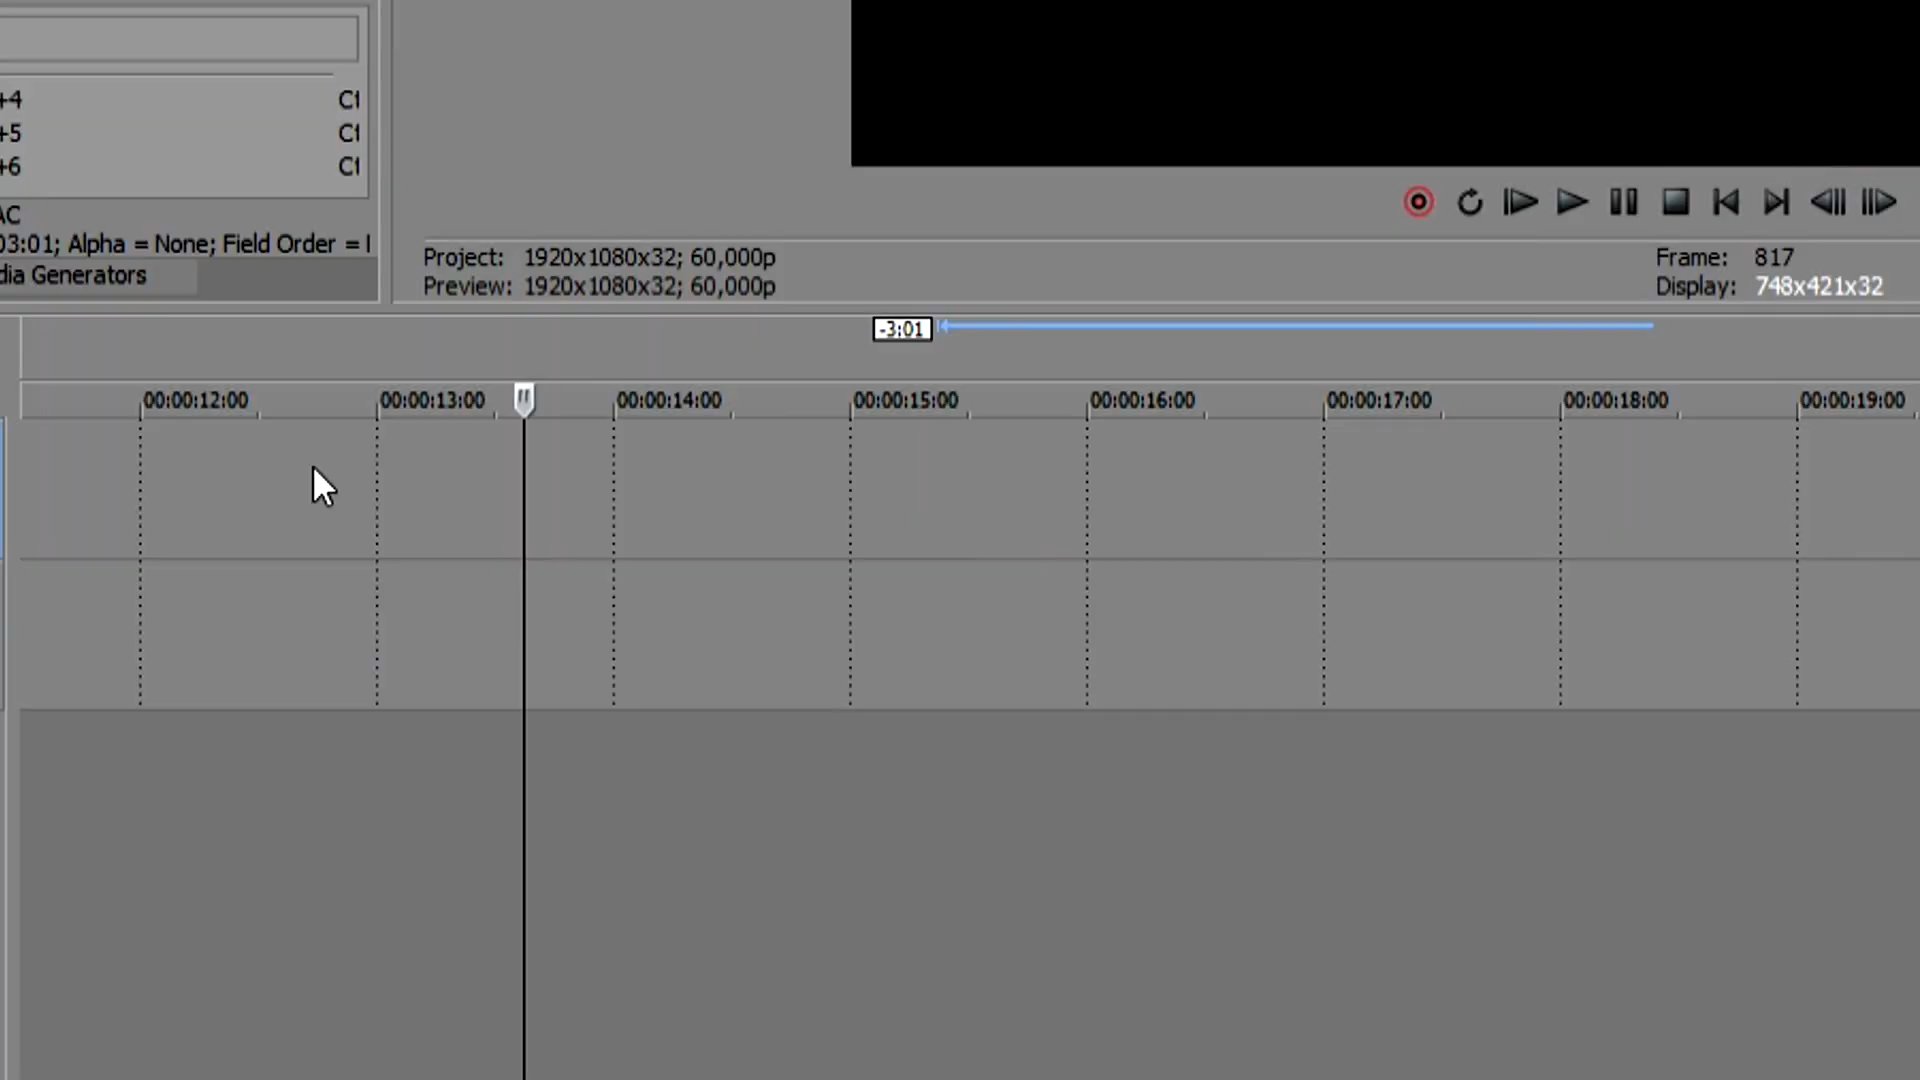 +4 Ct
+5 Ct
+6 Ct
AC
03:01; Alpha = None; Field Order =
dia Generators
Project: 1920x1080x32; 60,000p
Preview: 1920x1080x32; 60,000p
Frame: 817
Display: 748x421x32
-3:01
00:00:12:00 00:00:13:00 00:00:14:00 00:00:15:00 00:00:16:00 00:00:17:00 00:00:18:00 00:00:19:00